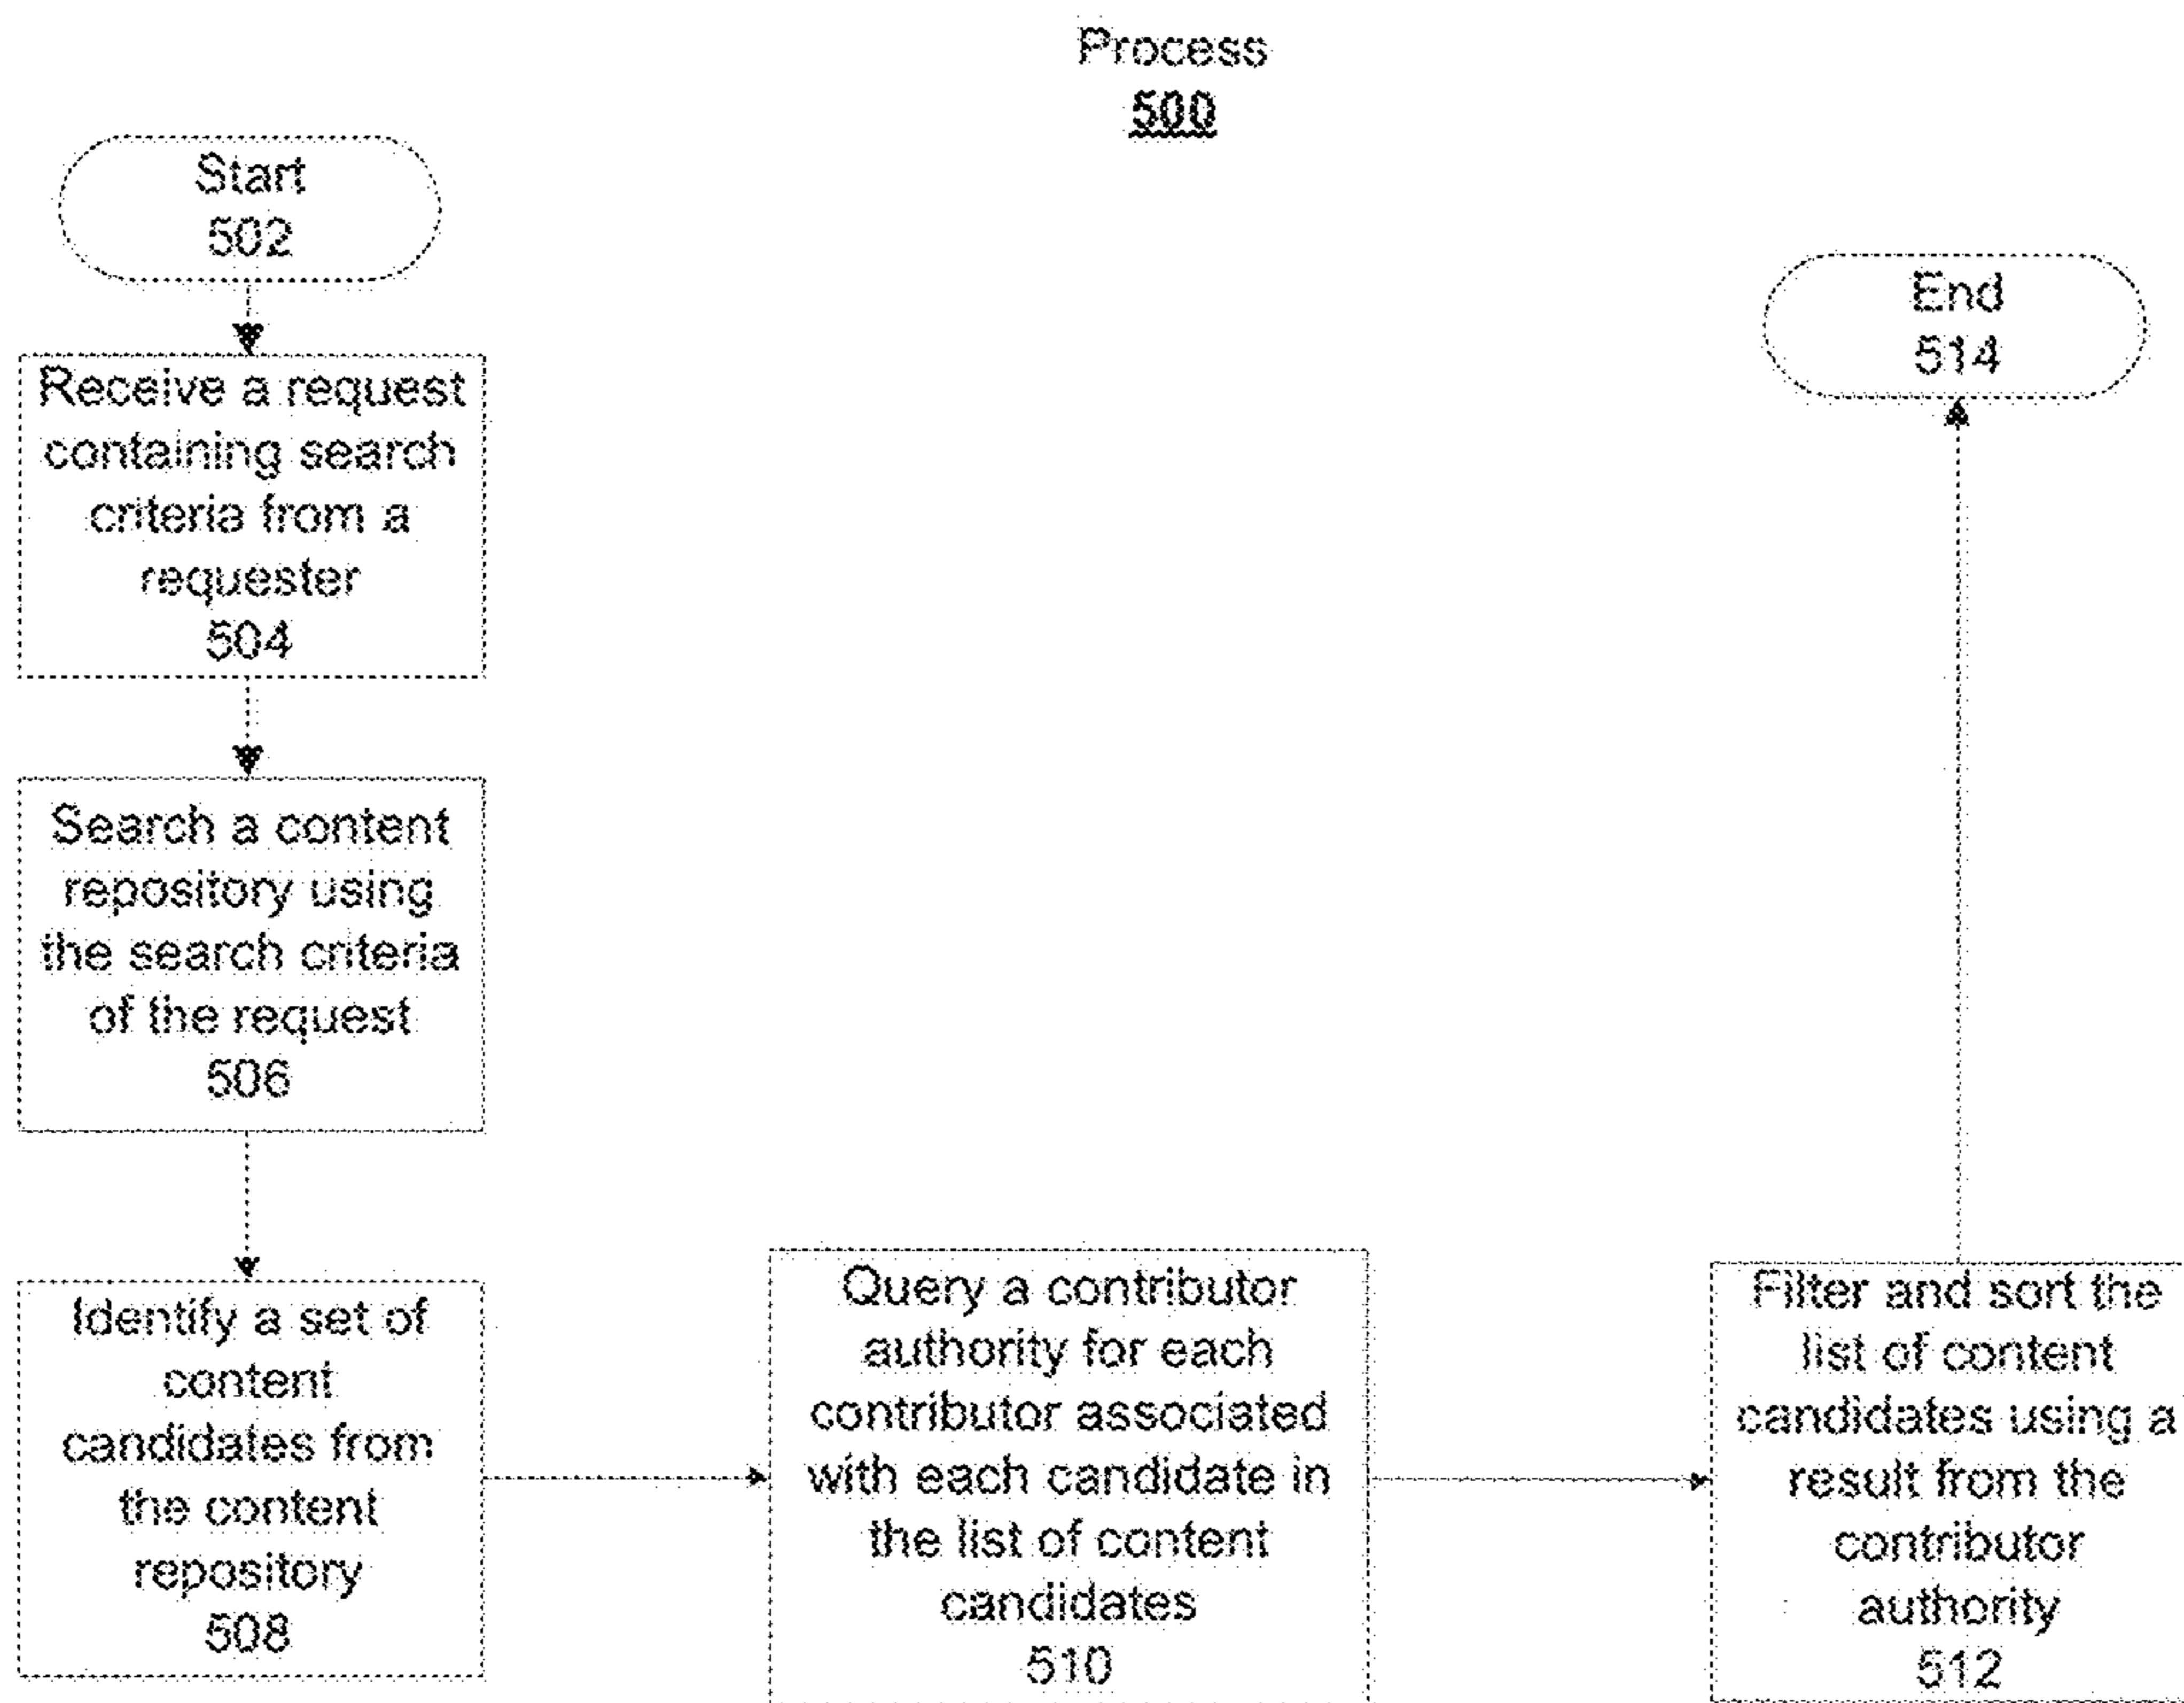 Process
500
Start
502
Receive a request
containing search
criteria from a
requester
504
Search a content
repository using
the search criteria
of the request
506
Identify a set of
content
candidates from
the content
repository
508
Query a contributor
authority for each
contributor associated
with each candidate in
the list of content
candidates
510
Filter and sort the
list of content
candidates using a
result from the
contributor
authority
512
End
514